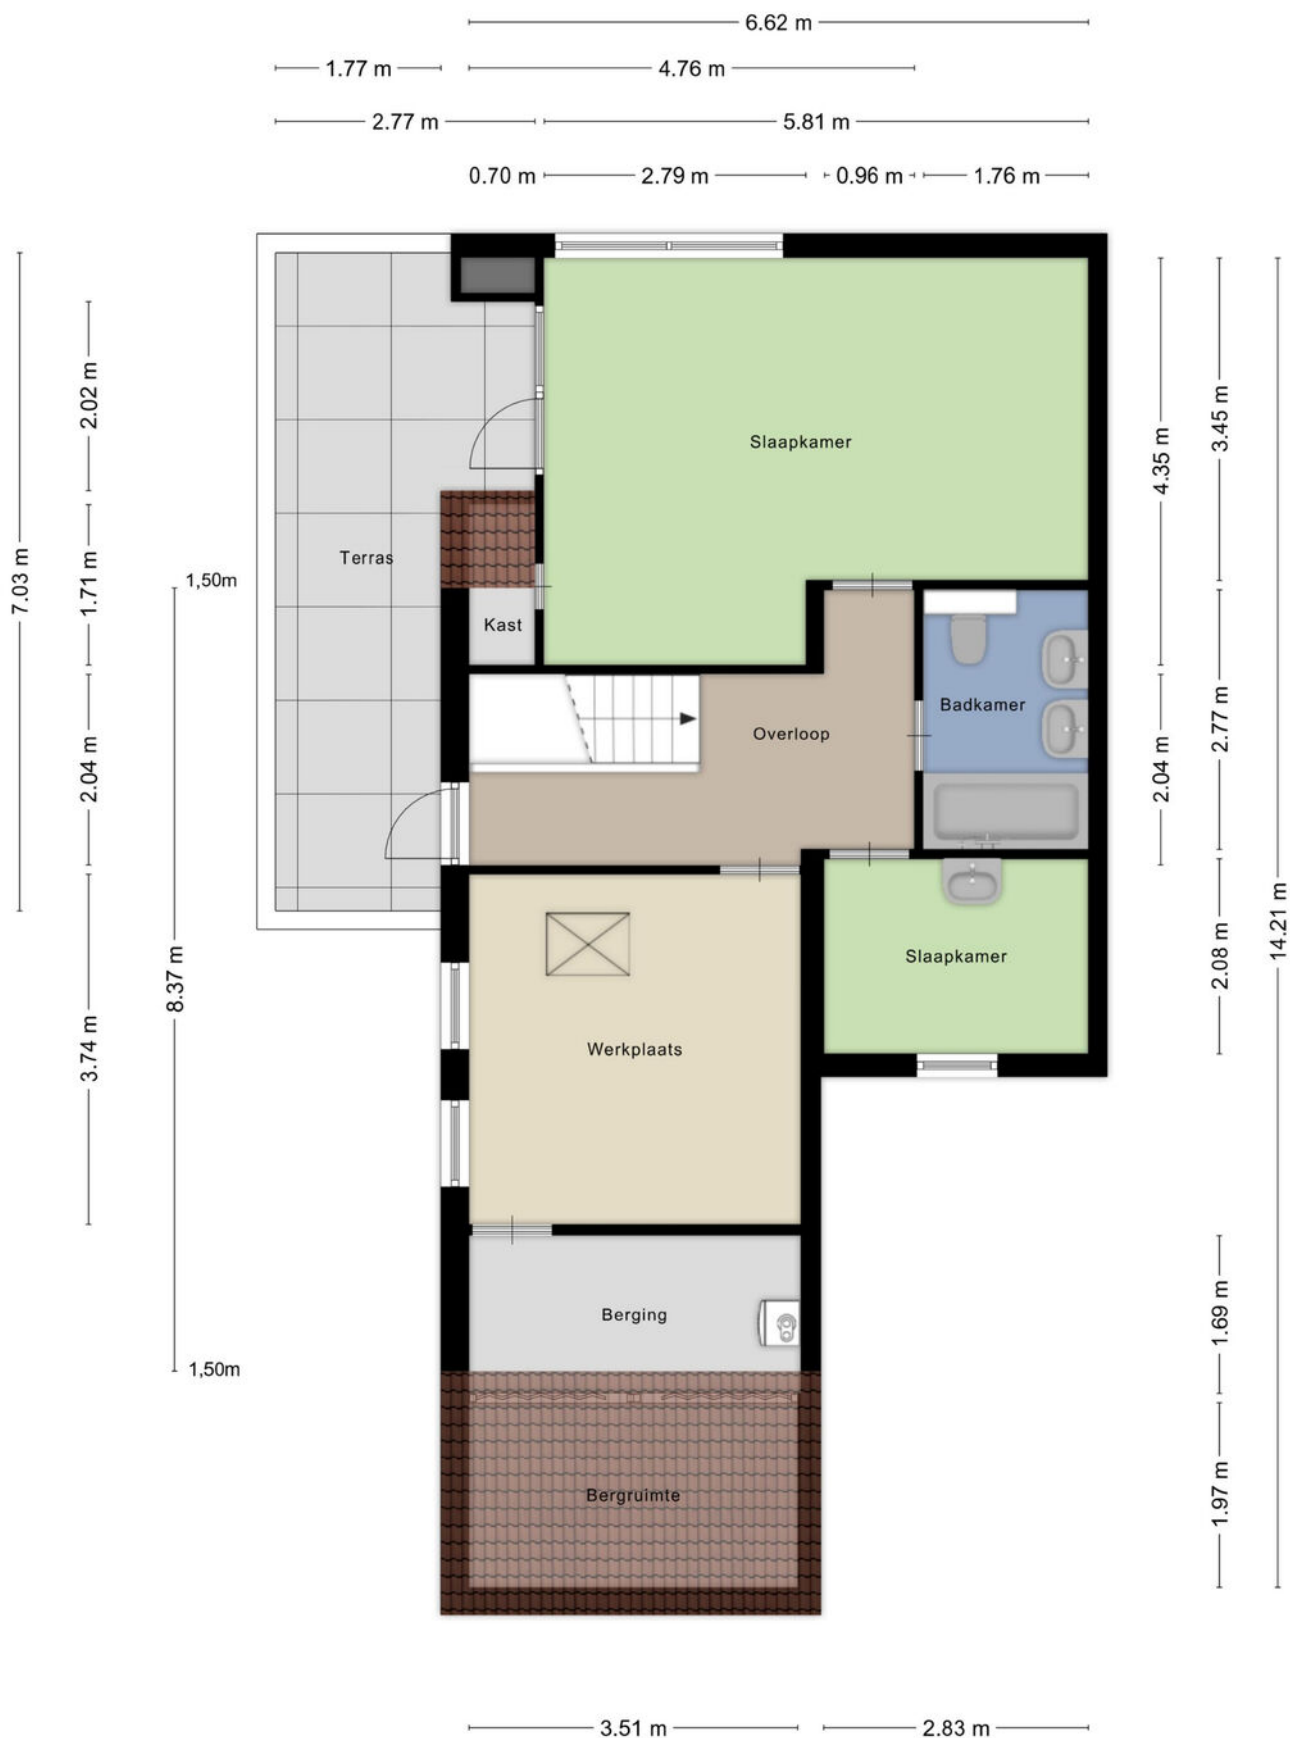 6.62 m
1.77 m
4.76 m
2.77 m
5.81 m
0.70 m
2.79 m
0.96 m
1.76 m
2.02 m
3.45 m
4.35 m
Slaapkamer
7.03 m
1.71 m
1,50m
Terras
Kast
2.04 m
Overloop
Badkamer
2.77 m
2.04 m
14.21 m
8.37 m
3.74 m
Slaapkamer
2.08 m
Werkplaats
Berging
1.69 m
1,50m
Bergruimte
1.97 m
3.51 m
2.83 m